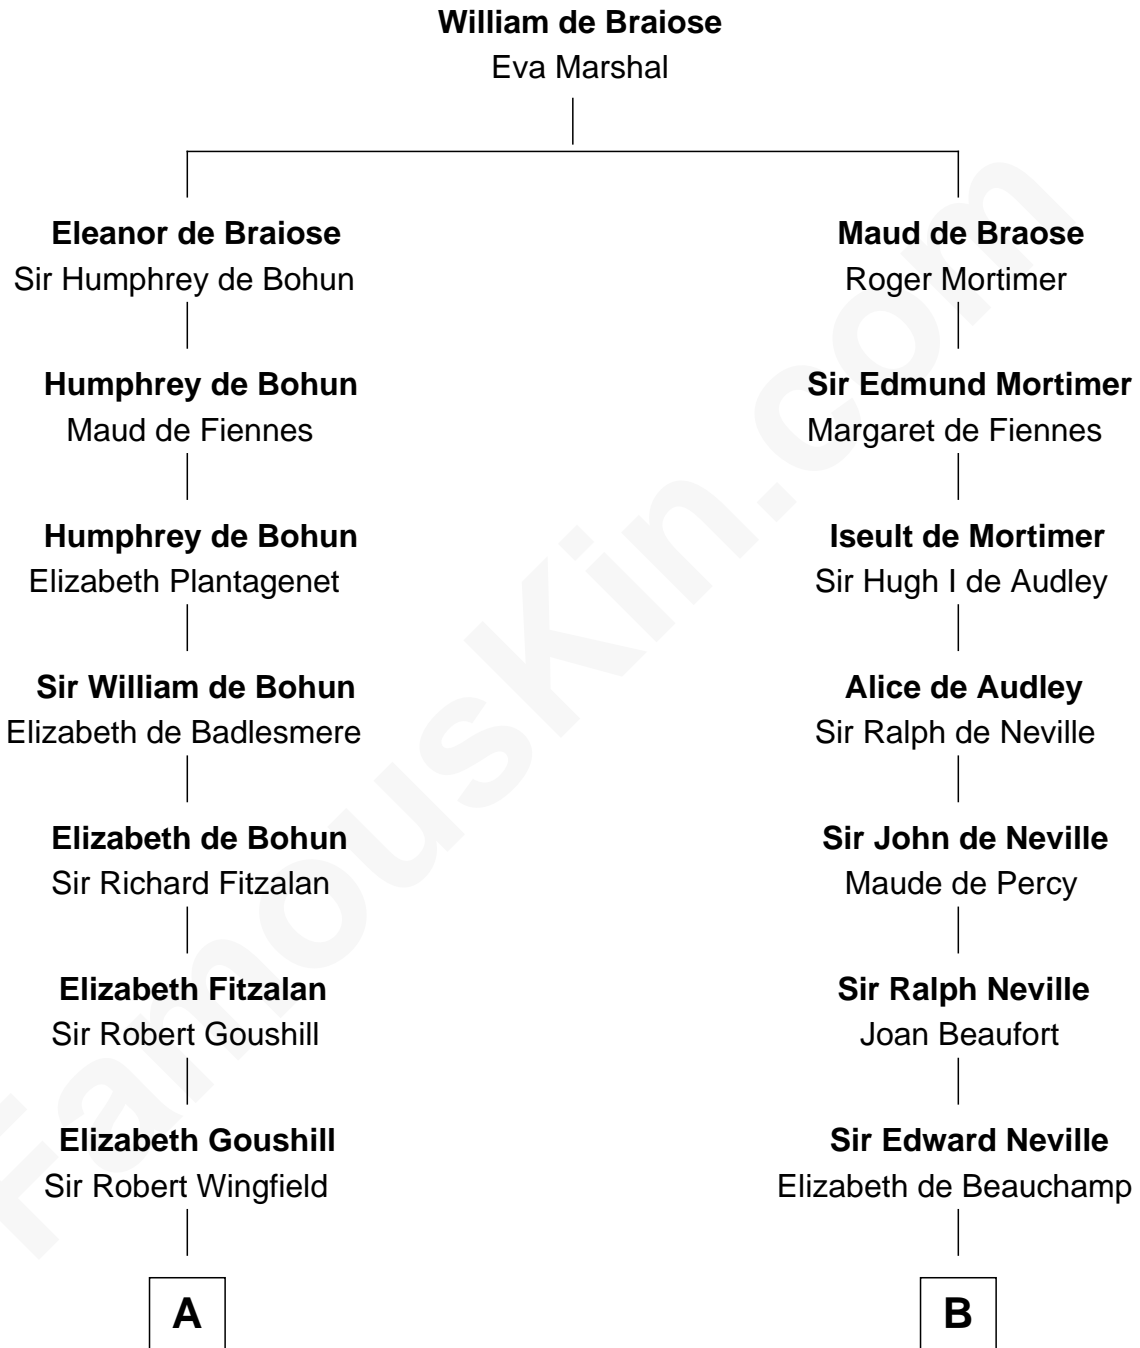 William de Braiose
Eva Marshal
Eleanor de Braiose
Sir Humphrey de Bohun
Maud de Braose
Roger Mortimer
Humphrey de Bohun
Maud de Fiennes
Sir Edmund Mortimer
Margaret de Fiennes
Humphrey de Bohun
Elizabeth Plantagenet
Iseult de Mortimer
Sir Hugh I de Audley
Sir William de Bohun
Elizabeth de Badlesmere
Alice de Audley
Sir Ralph de Neville
Elizabeth de Bohun
Sir Richard Fitzalan
Sir John de Neville
Maude de Percy
Elizabeth Fitzalan
Sir Robert Goushill
Sir Ralph Neville
Joan Beaufort
Elizabeth Goushill
Sir Robert Wingfield
Sir Edward Neville
Elizabeth de Beauchamp
A
B
FamousKin.com